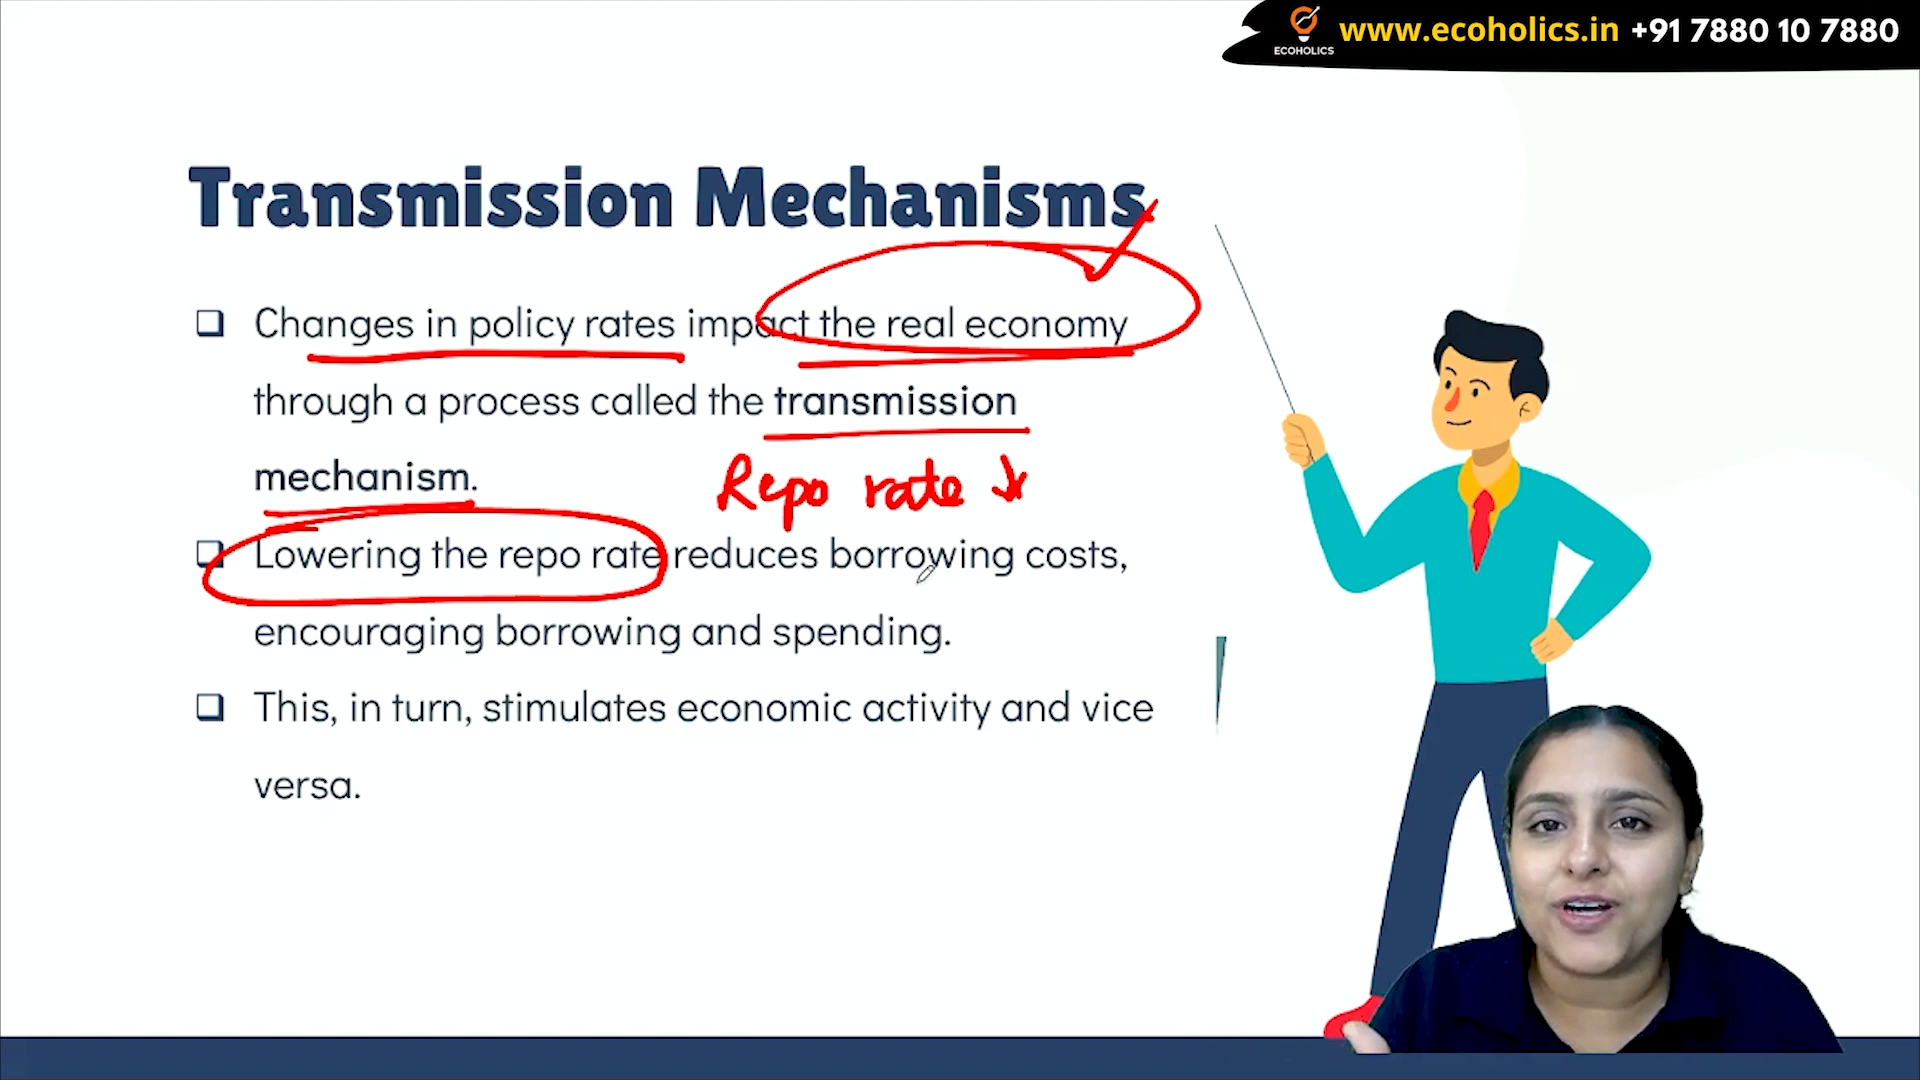 ECOHOLICS
www.ecoholics.in +91 7880 10 7880
Transmission Mechanisms
Changes in policy rates impact the real economy
through a process called the transmission
mechanism.
Repo rate ↓
Lowering the repo rate reduces borrowing costs,
encouraging borrowing and spending.
This, in turn, stimulates economic activity and vice
versa.